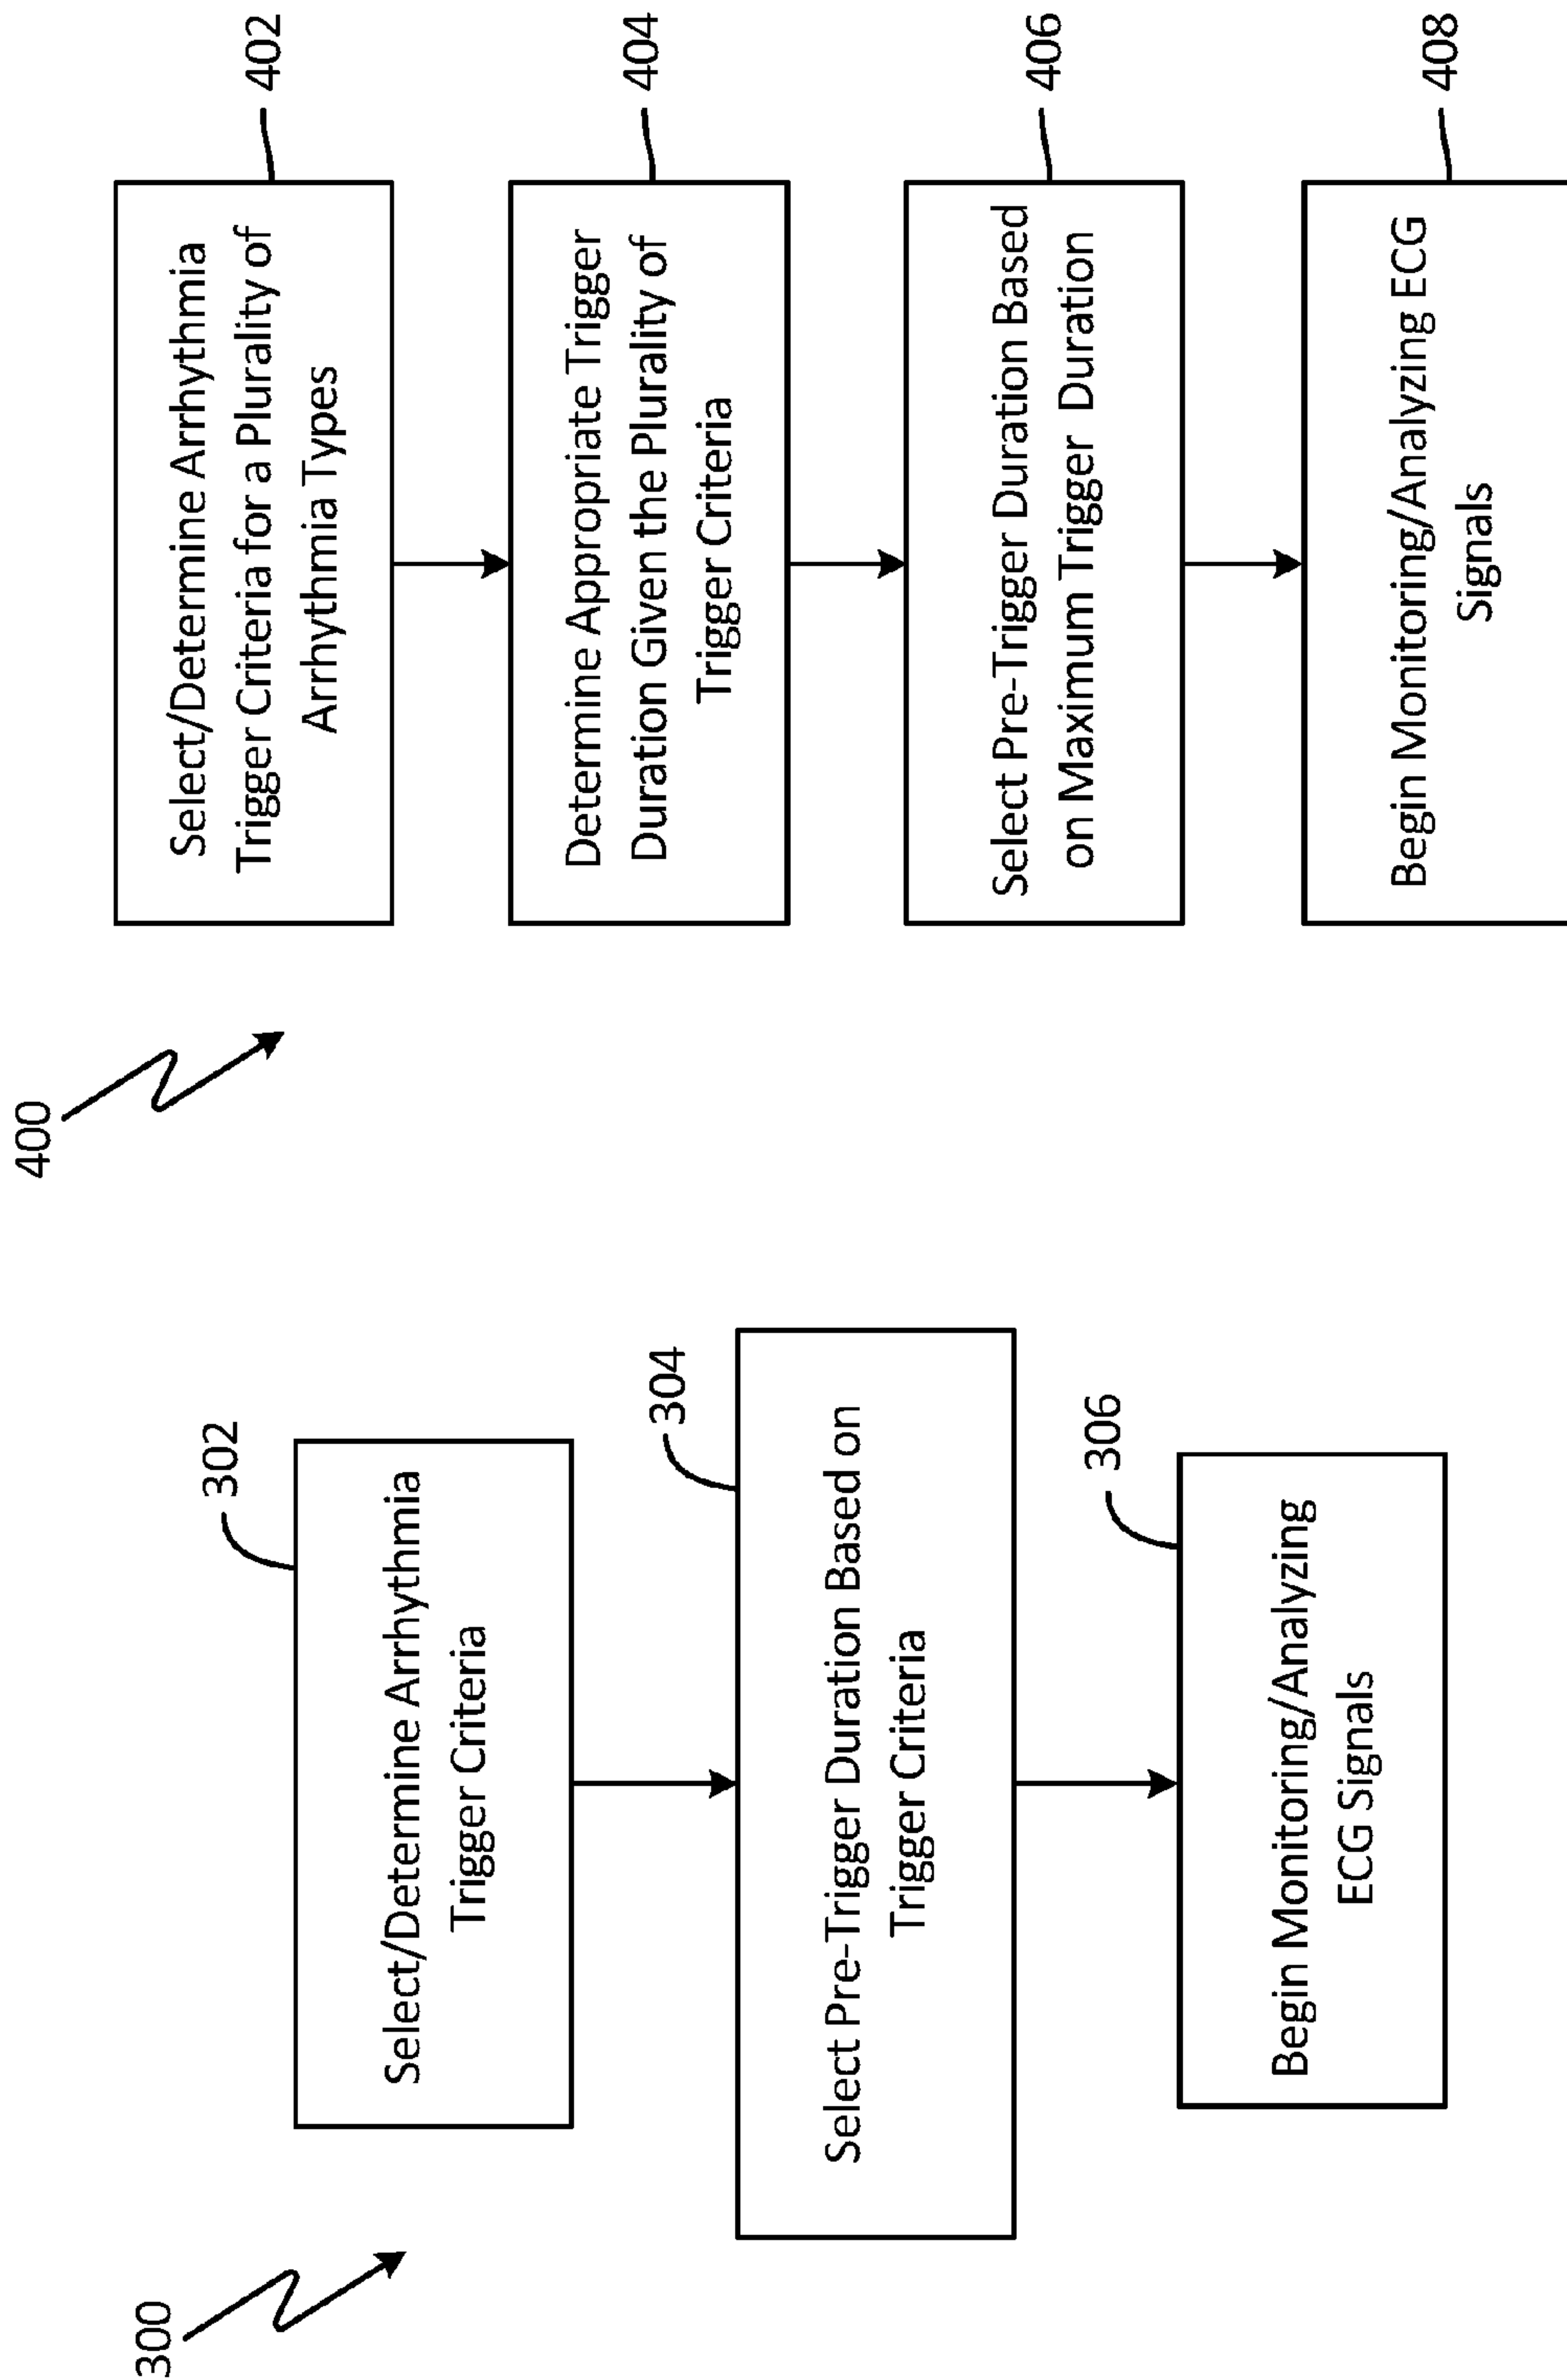 300
302
Select/Determine Arrhythmia
Trigger Criteria
304
Select Pre-Trigger Duration Based on
Trigger Criteria
306
Begin Monitoring/Analyzing
ECG Signals
400
402
Select/Determine Arrhythmia
Trigger Criteria for a Plurality of
Arrhythmia Types
404
Determine Appropriate Trigger
Duration Given the Plurality of
Trigger Criteria
406
Select Pre-Trigger Duration Based
on Maximum Trigger Duration
408
Begin Monitoring/Analyzing ECG
Signals